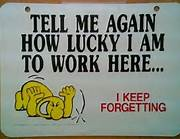 TELL ME AGAIN
HOW LUCKY I AM
TO WORK HERE...
I KEEP
FORGETTING